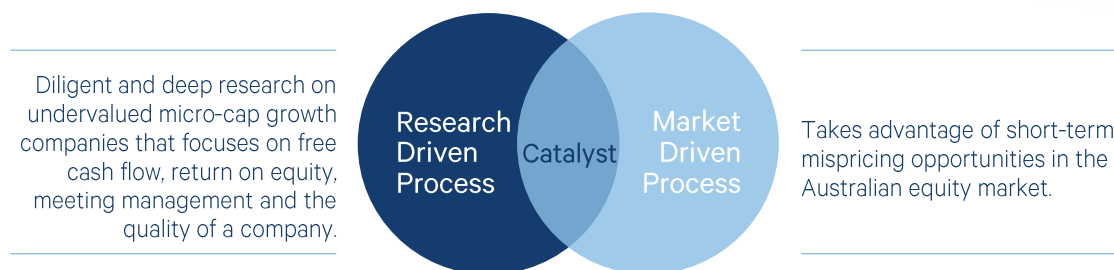 Diligent and deep research on
undervalued micro-cap growth
companies that focuses on free
cash flow, return on equity,
meeting management and the
quality of a company.
Research
Driven
Process
Catalyst
Market
Driven
Process
Takes advantage of short-term
mispricing opportunities in the
Australian equity market.